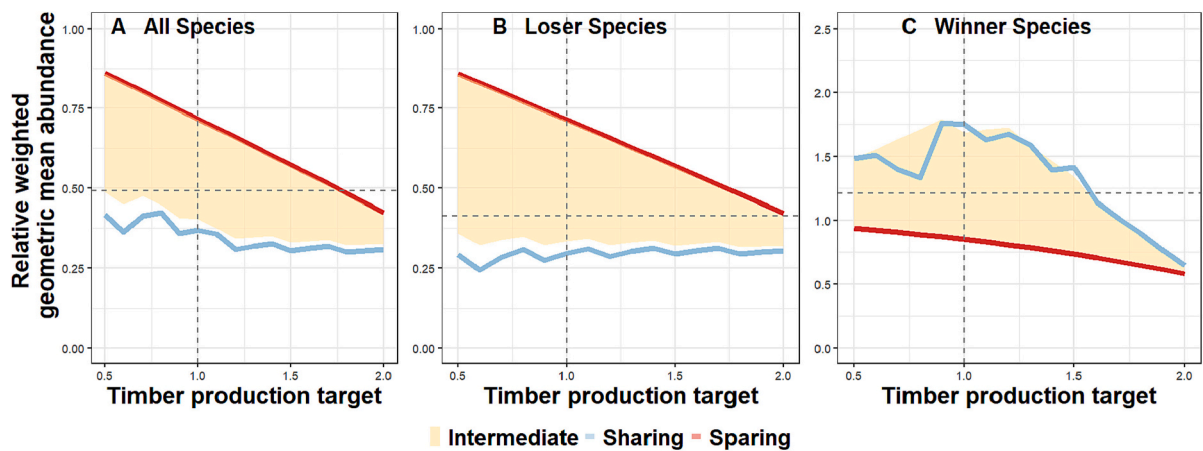 Relative weighted
geometric mean abundance
A All Species
1.00
0.75
0.50
0.25
0.00
0.5 1.0 1.5 2.0
Timber production target
B Loser Species
1.00
0.75
0.50
0.25
0.00
0.5 1.0 1.5 2.0
Timber production target
C Winner Species
2.5
2.0
1.5
1.0
0.5
0.0
0.5 1.0 1.5 2.0
Timber production target
Intermediate Sharing Sparing